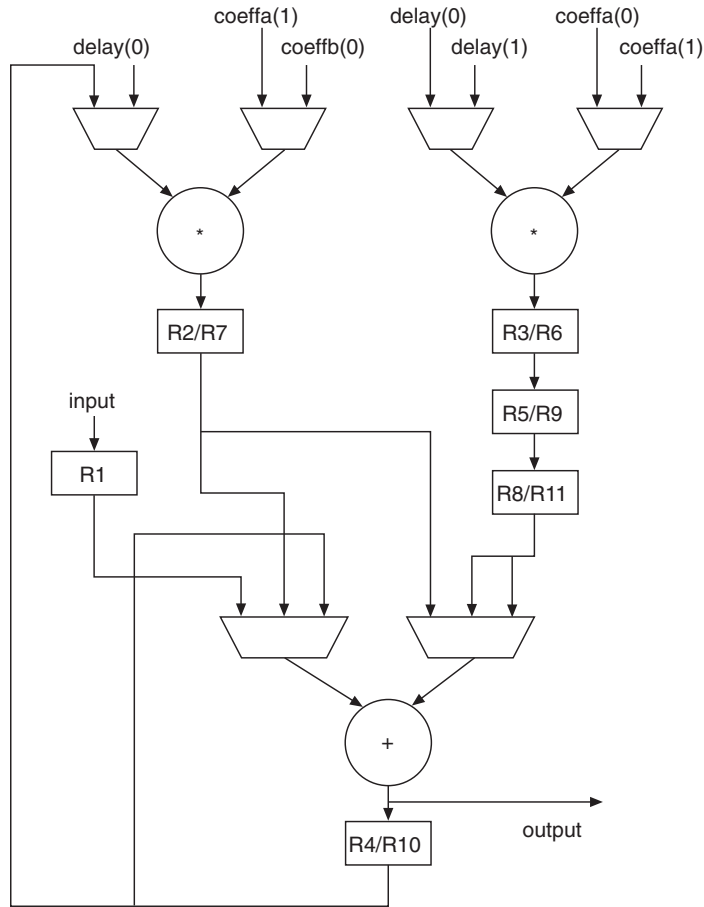 coeffa(1)
delay(0)
coeffa(0)
delay(0)
coeffb(0)
delay(1)
coeffa(1)
*
*
R2/R7
R3/R6
input
R5/R9
R1
R8/R11
+
output
R4/R10